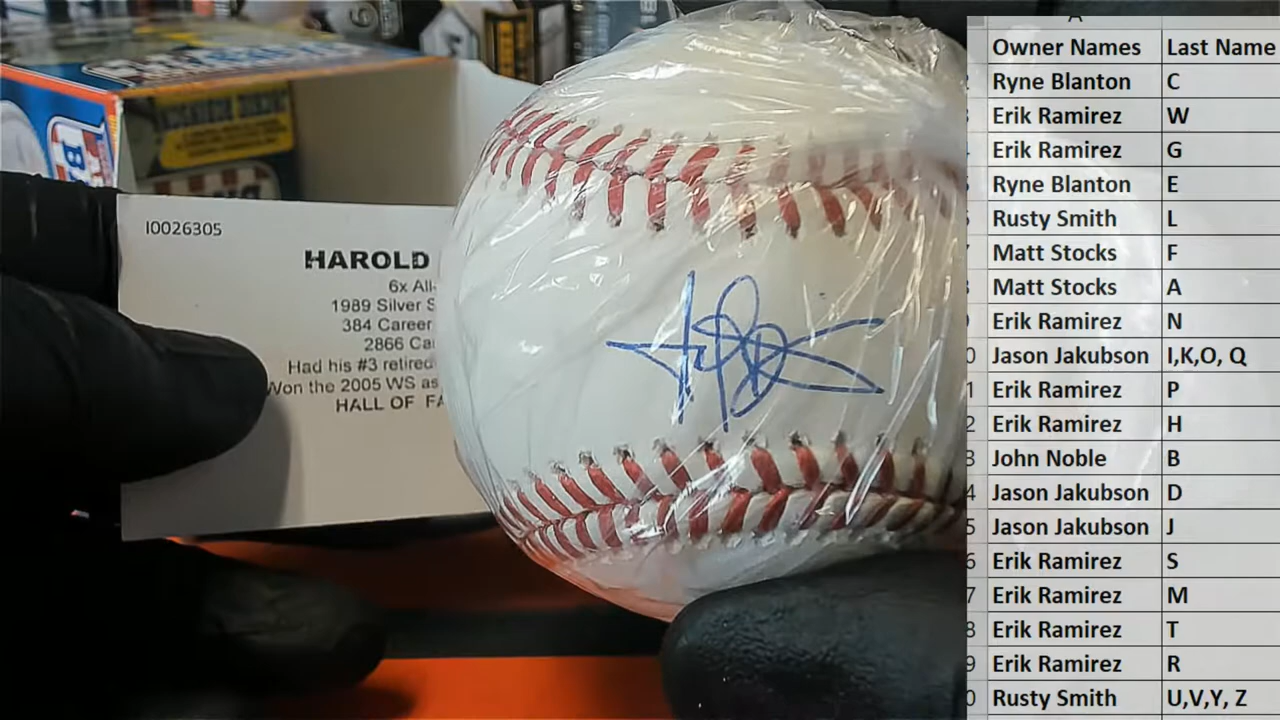 I0026305
HAROLD
6x All-
1989 Silver S
384 Career
2866 Ca
Had his #3 retired
Won the 2005 WS as
HALL OF FA
A
Owner Names Last Name
Ryne Blanton C
Erik Ramirez W
Erik Ramirez G
Ryne Blanton E
Rusty Smith L
Matt Stocks F
Matt Stocks A
Erik Ramirez N
Jason Jakubson I,K,O, Q
Erik Ramirez P
Erik Ramirez H
John Noble B
Jason Jakubson D
Jason Jakubson J
Erik Ramirez S
Erik Ramirez M
Erik Ramirez T
Erik Ramirez R
Rusty Smith U,V,Y, Z